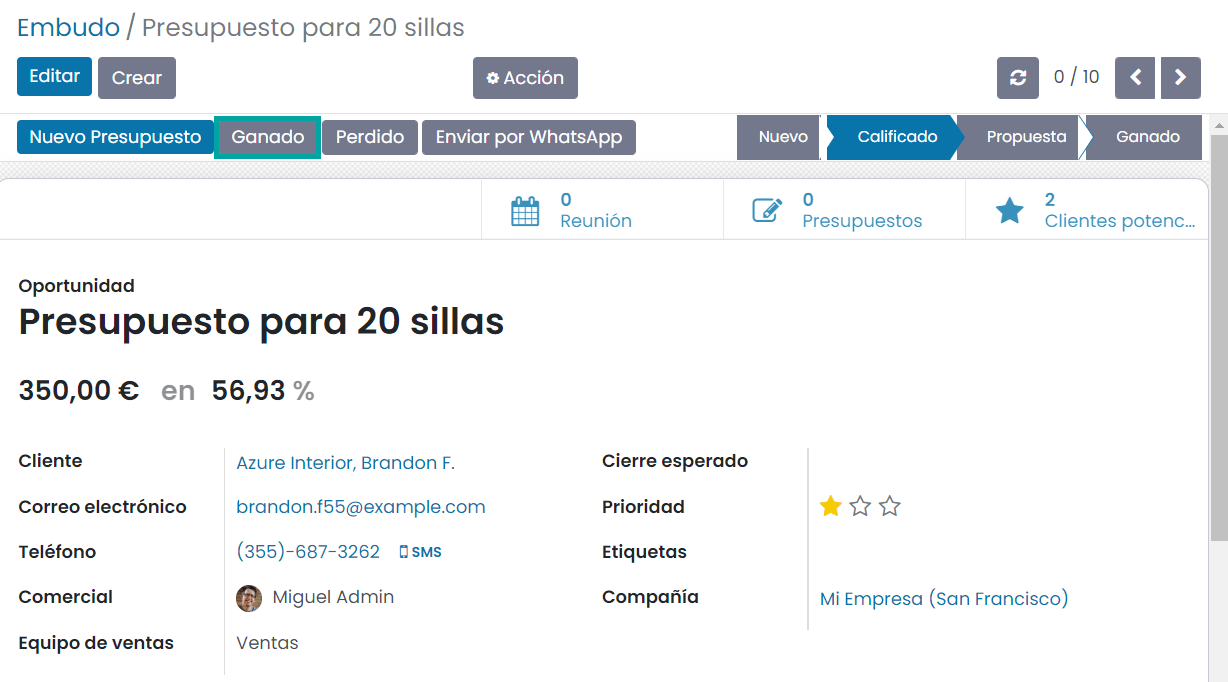 Embudo / Presupuesto para 20 sillas
Editar Crear Acción 0 / 10
Nuevo Presupuesto Ganado Perdido Enviar por WhatsApp Nuevo Calificado Propuesta Ganado
0 Reunión
0 Presupuestos
2 Clientes potenc...
Oportunidad
Presupuesto para 20 sillas
350,00 € en 56,93 %
Cliente Azure Interior, Brandon F.
Correo electrónico brandon.f55@example.com
Teléfono (355)-687-3262 SMS
Comercial Miguel Admin
Equipo de ventas Ventas
Cierre esperado
Prioridad
Etiquetas
Compañía Mi Empresa (San Francisco)